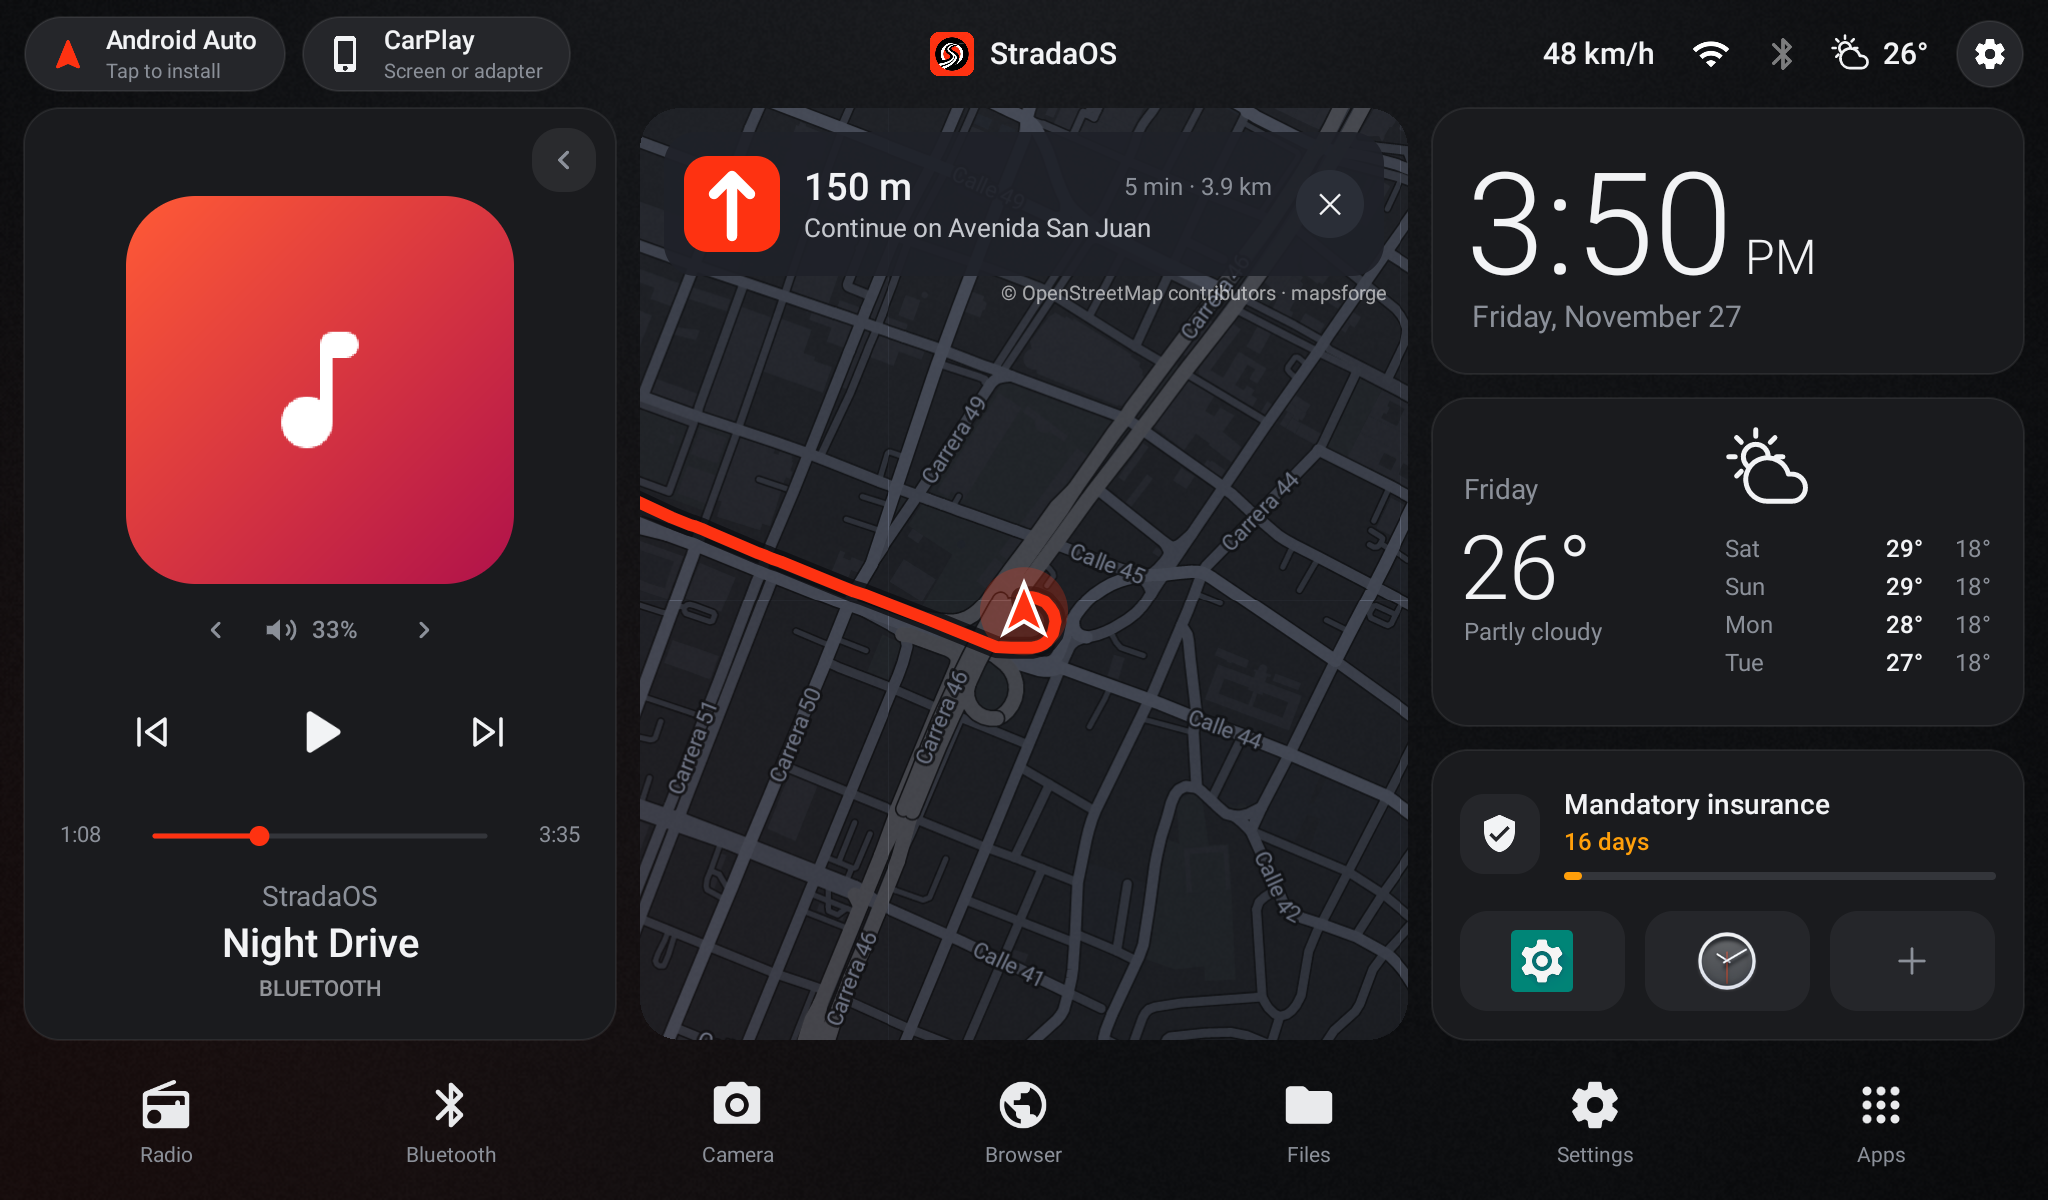 Android Auto
Tap to install
CarPlay
Screen or adapter
StradaOS
48 km/h
26°
33%
1:08
3:35
StradaOS
Night Drive
BLUETOOTH
150 m
5 min · 3.9 km
Continue on Avenida San Juan
© OpenStreetMap contributors · mapsforge
Carrera 46
Carrera 49
Carrera 44
Calle 45
Carrera 46
Carrera 50
Carrera 51
Calle 44
Calle 42
Carrera 46
Calle 41
3:50 PM
Friday, November 27
Friday
26°
Partly cloudy
Sat 29° 18°
Sun 29° 18°
Mon 28° 18°
Tue 27° 18°
Mandatory insurance
16 days
Radio
Bluetooth
Camera
Browser
Files
Settings
Apps